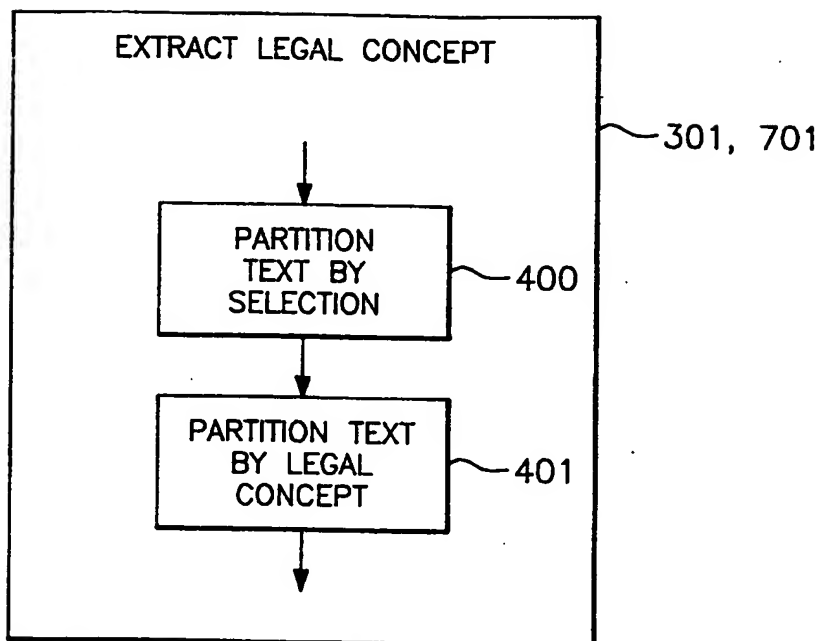 EXTRACT LEGAL CONCEPT
301, 701
PARTITION
TEXT BY
SELECTION
400
PARTITION TEXT
BY LEGAL
CONCEPT
401